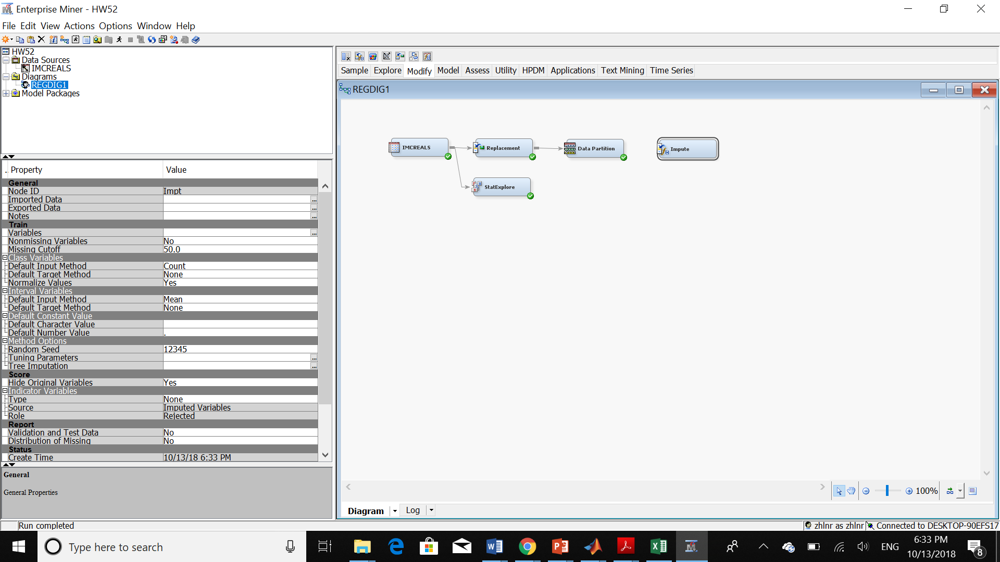 Enterprise Miner - HW52
File Edit View Actions Options Window Help
HW52
Data Sources
IMCREALS
Diagrams
REGDIG1
Model Packages
. Property Value
General
Node ID Impt
Imported Data ...
Exported Data ...
Notes ...
Train
Variables ...
Nonmissing Variables No
Missing Cutoff 50.0
Class Variables
Default Input Method Count
Default Target Method None
Normalize Values Yes
Interval Variables
Default Input Method Mean
Default Target Method None
Default Constant Value
Default Character Value
Default Number Value .
Method Options
Random Seed 12345
Tuning Parameters ...
Tree Imputation ...
Score
Hide Original Variables Yes
Indicator Variables
Type None
Source Imputed Variables
Role Rejected
Report
Validation and Test Data No
Distribution of Missing No
Status
Create Time 10/13/18 6:33 PM
General
General Properties
Sample Explore Modify Model Assess Utility HPDM Applications Text Mining Time Series
REGDIG1
IMCREALS
Replacement
Data Partition
Impute
StatExplore
100%
Diagram Log
Run completed
zhlnr as zhlnr Connected to DESKTOP-90EFS17
Type here to search
ENG
6:33 PM
10/13/2018
8